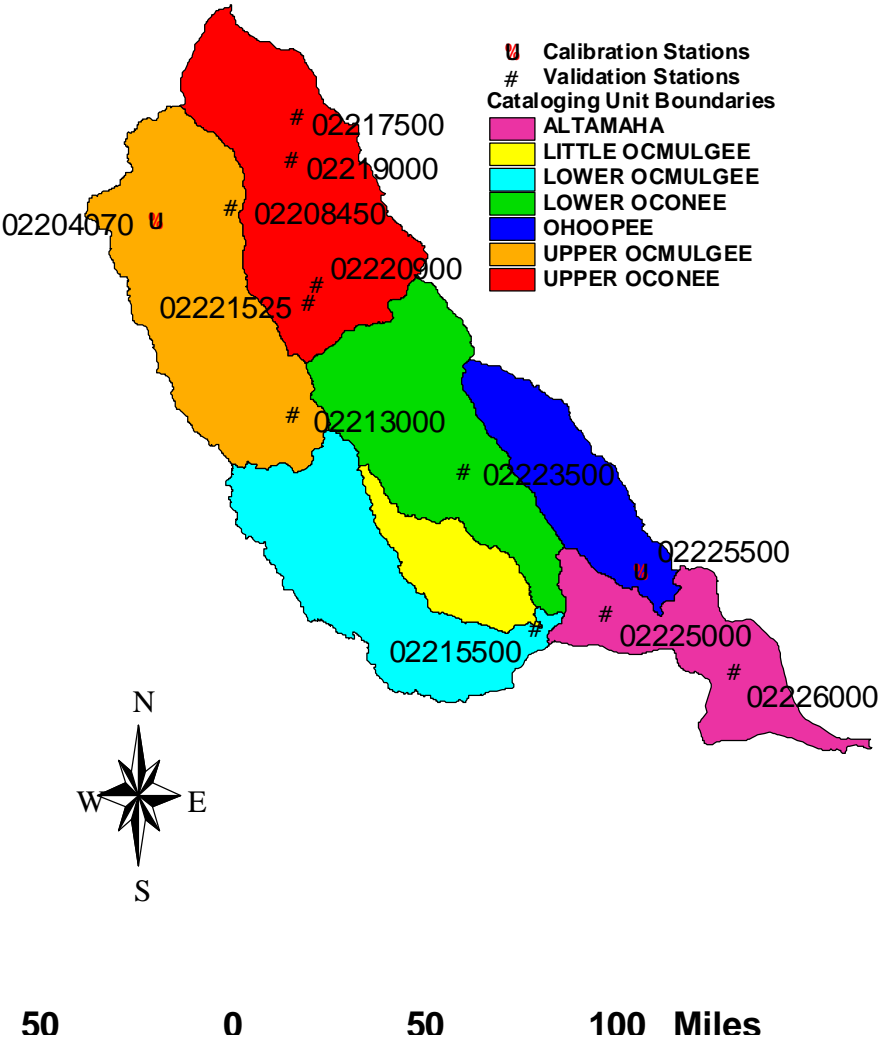 U Calibration Stations
# Validation Stations
Cataloging Unit Boundaries
ALTAMAHA
LITTLE OCMULGEE
LOWER OCMULGEE
LOWER OCONEE
OHOOPEE
UPPER OCMULGEE
UPPER OCONEE
# 02217500
# 02219000
02204070 U
# 02208450
# 02220900
02221525 #
# 02213000
# 02223500
U 02225500
# 02225000
02215500 #
# 02226000
N
W E
S
50 0 50 100 Miles